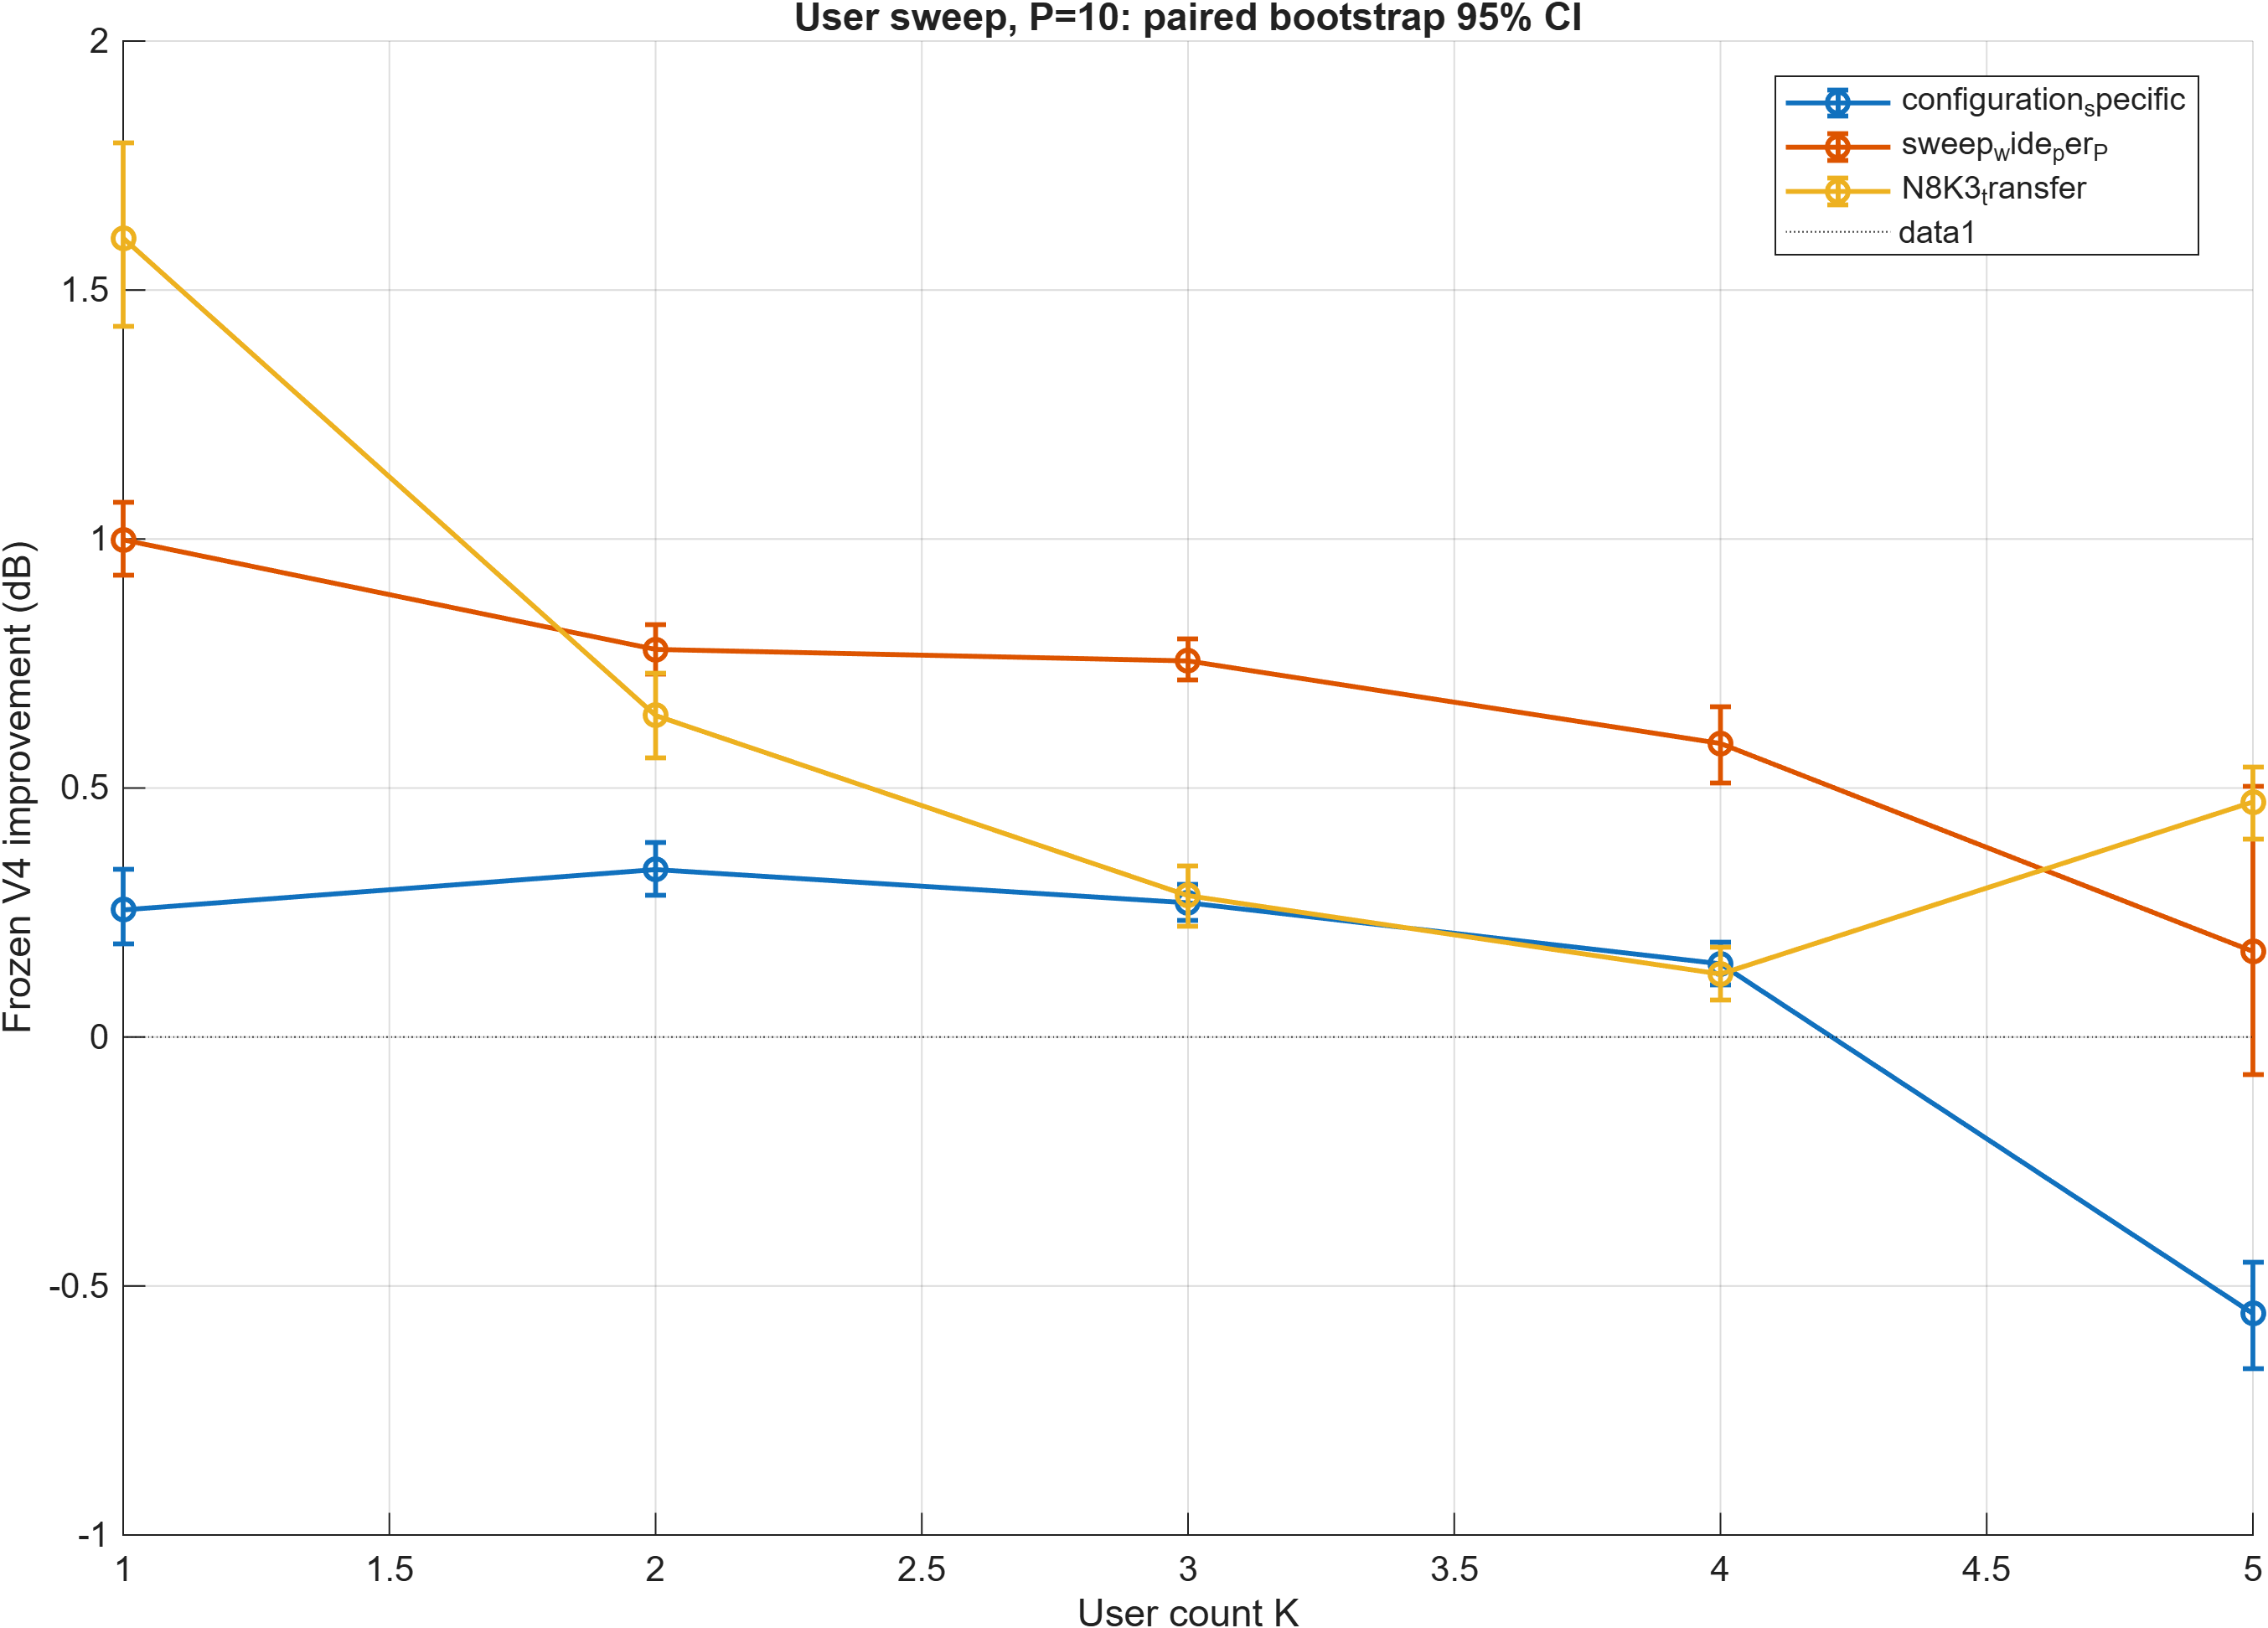 User sweep, P=10: paired bootstrap 95% CI
2
1.5
1
0.5
0
-0.5
-1
Frozen V4 improvement (dB)
configuration_specific
sweep_wide_per_P
N8K3_transfer
data1
1 1.5 2 2.5 3 3.5 4 4.5 5
User count K